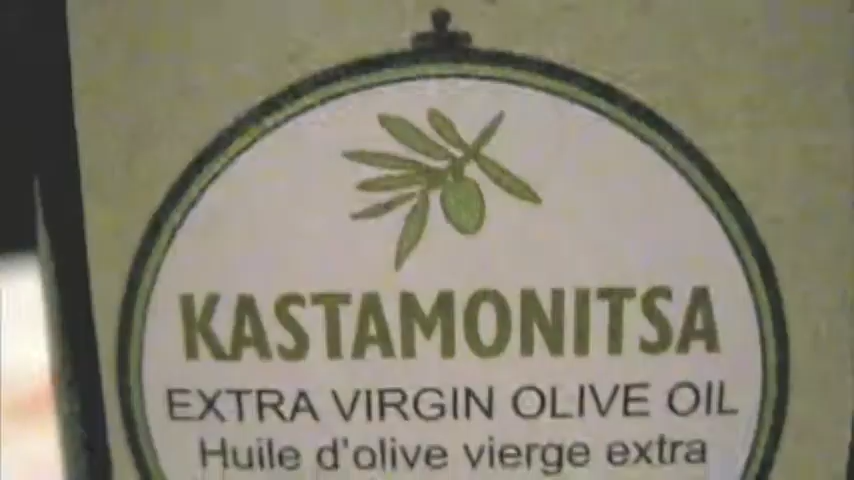 KASTAMONITSA
EXTRA VIRGIN OLIVE OIL
Huile d'olive vierge extra